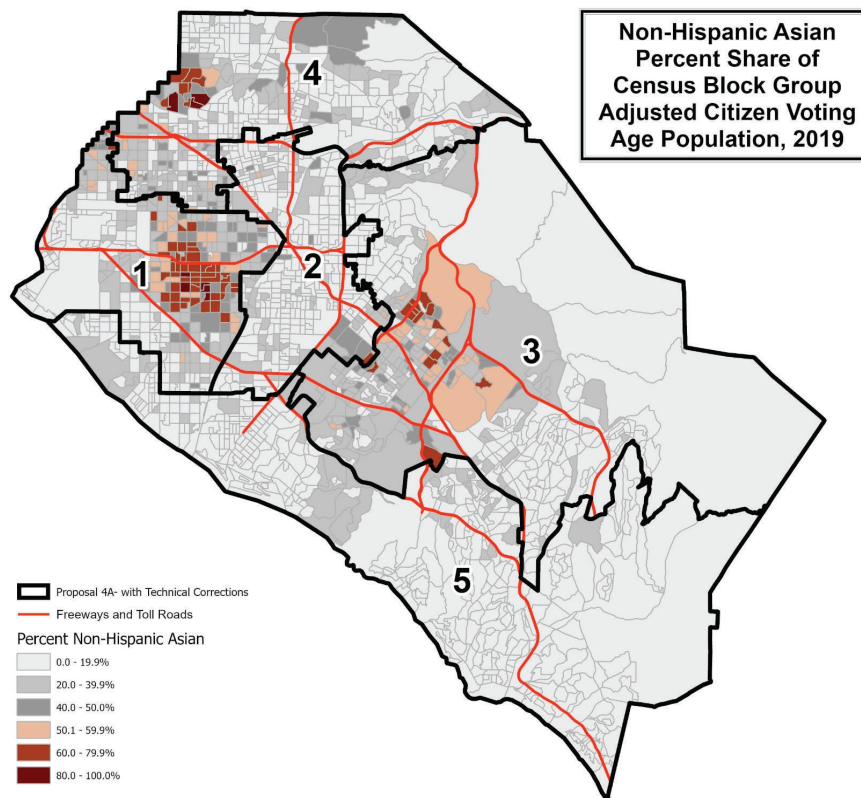 Non-Hispanic Asian
Percent Share of
Census Block Group
Adjusted Citizen Voting
Age Population, 2019
4
1
2
3
5
Proposal 4A- with Technical Corrections
Freeways and Toll Roads
Percent Non-Hispanic Asian
0.0 - 19.9%
20.0 - 39.9%
40.0 - 50.0%
50.1 - 59.9%
60.0 - 79.9%
80.0 - 100.0%